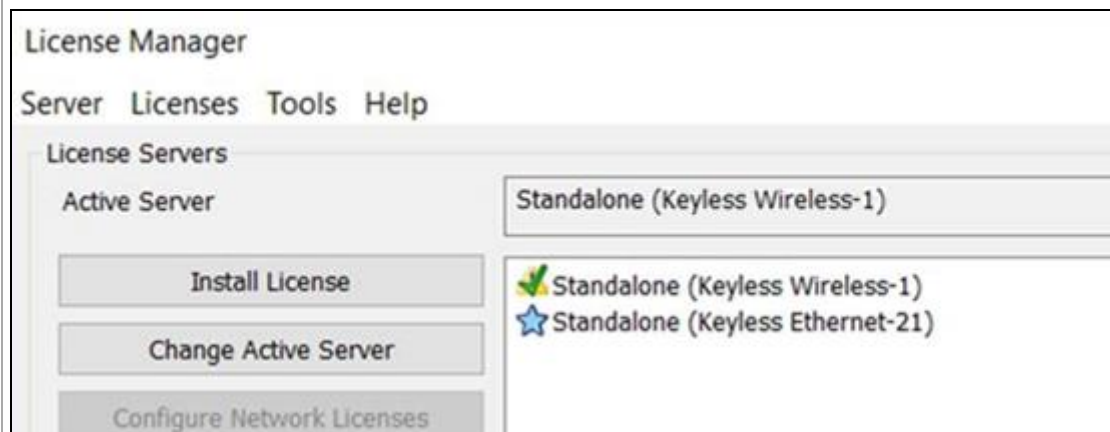 License Manager
Server Licenses Tools Help
License Servers
Active Server
Standalone (Keyless Wireless-1)
Install License
Standalone (Keyless Wireless-1)
Standalone (Keyless Ethernet-21)
Change Active Server
Configure Network Licenses